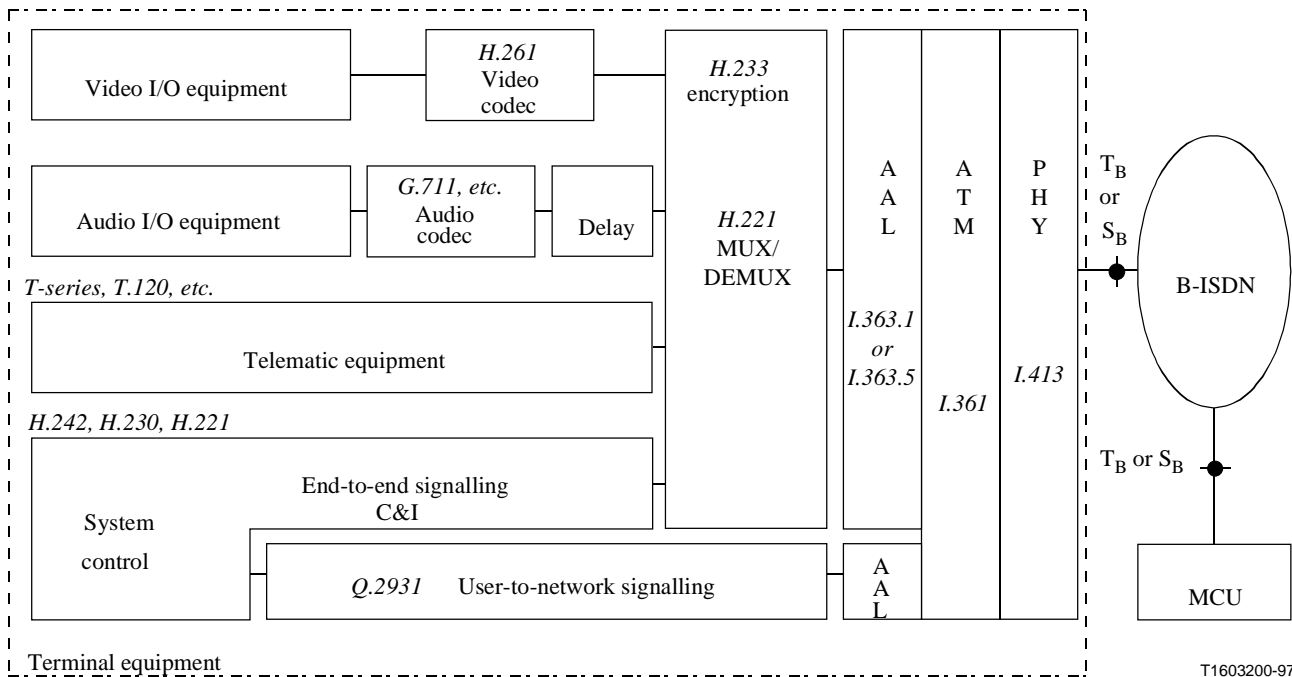 Video I/O equipment
H.261
Video
codec
H.233
encryption
Audio I/O equipment
G.711, etc.
Audio
codec
Delay
H.221
MUX/
DEMUX
A
A
L
A
T
M
P
H
Y
T_B
or
S_B
B-ISDN
T-series, T.120, etc.
Telematic equipment
I.363.1
or
I.363.5
I.361
I.413
H.242, H.230, H.221
End-to-end signalling
C&I
System
control
T_B or S_B
Q.2931 User-to-network signalling
A
A
L
MCU
Terminal equipment
T1603200-97